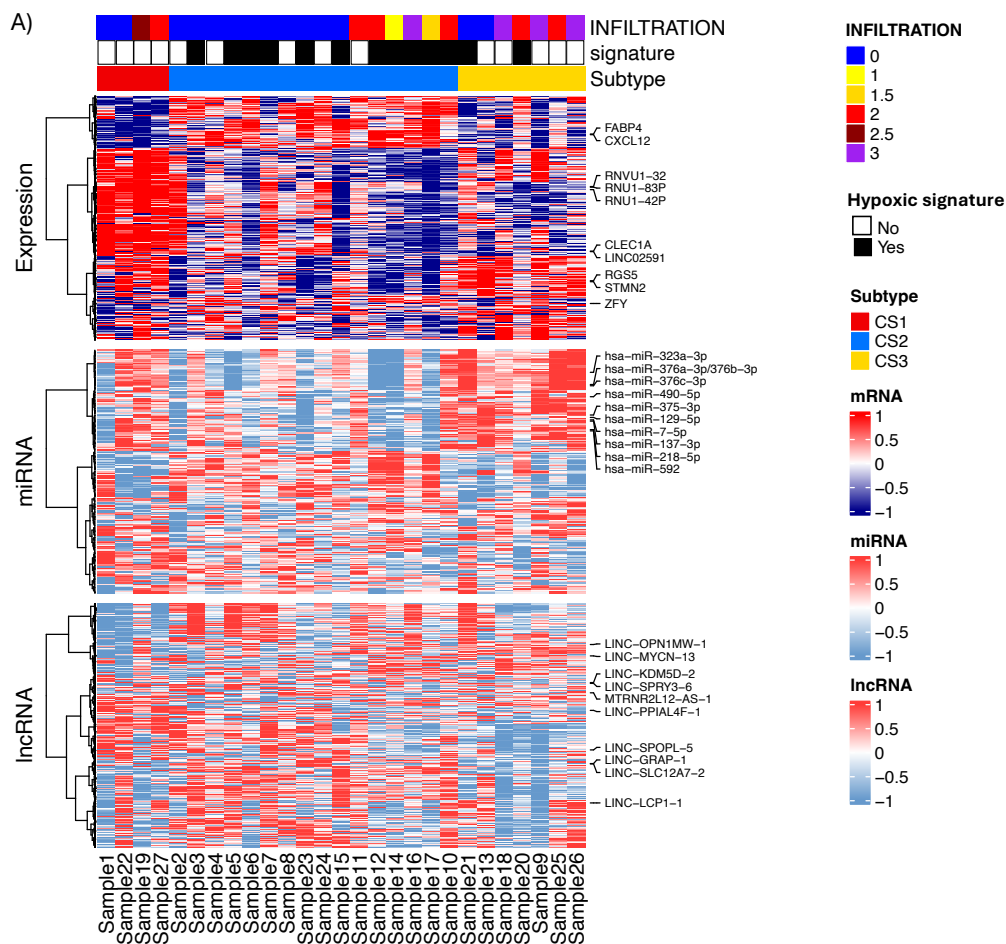 A)
INFILTRATION
signature
Subtype
Expression
FABP4
CXCL12
RNVU1−32
RNU1−83P
RNU1−42P
CLEC1A
LINC02591
RGS5
STMN2
ZFY
miRNA
hsa−miR−323a−3p
hsa−miR−376a−3p/376b−3p
hsa−miR−376c−3p
hsa−miR−490−5p
hsa−miR−375−3p
hsa−miR−129−5p
hsa−miR−7−5p
hsa−miR−137−3p
hsa−miR−218−5p
hsa−miR−592
lncRNA
LINC−OPN1MW−1
LINC−MYCN−13
LINC−KDM5D−2
LINC−SPRY3−6
MTRNR2L12−AS−1
LINC−PPIAL4F−1
LINC−SPOPL−5
LINC−GRAP−1
LINC−SLC12A7−2
LINC−LCP1−1
Sample1
Sample22
Sample19
Sample27
Sample2
Sample3
Sample4
Sample5
Sample6
Sample7
Sample8
Sample23
Sample24
Sample15
Sample11
Sample12
Sample14
Sample16
Sample17
Sample10
Sample21
Sample13
Sample18
Sample20
Sample9
Sample25
Sample26
INFILTRATION
0
1
1.5
2
2.5
3
Hypoxic signature
No
Yes
Subtype
CS1
CS2
CS3
mRNA
1
0.5
0
−0.5
−1
miRNA
1
0.5
0
−0.5
−1
lncRNA
1
0.5
0
−0.5
−1